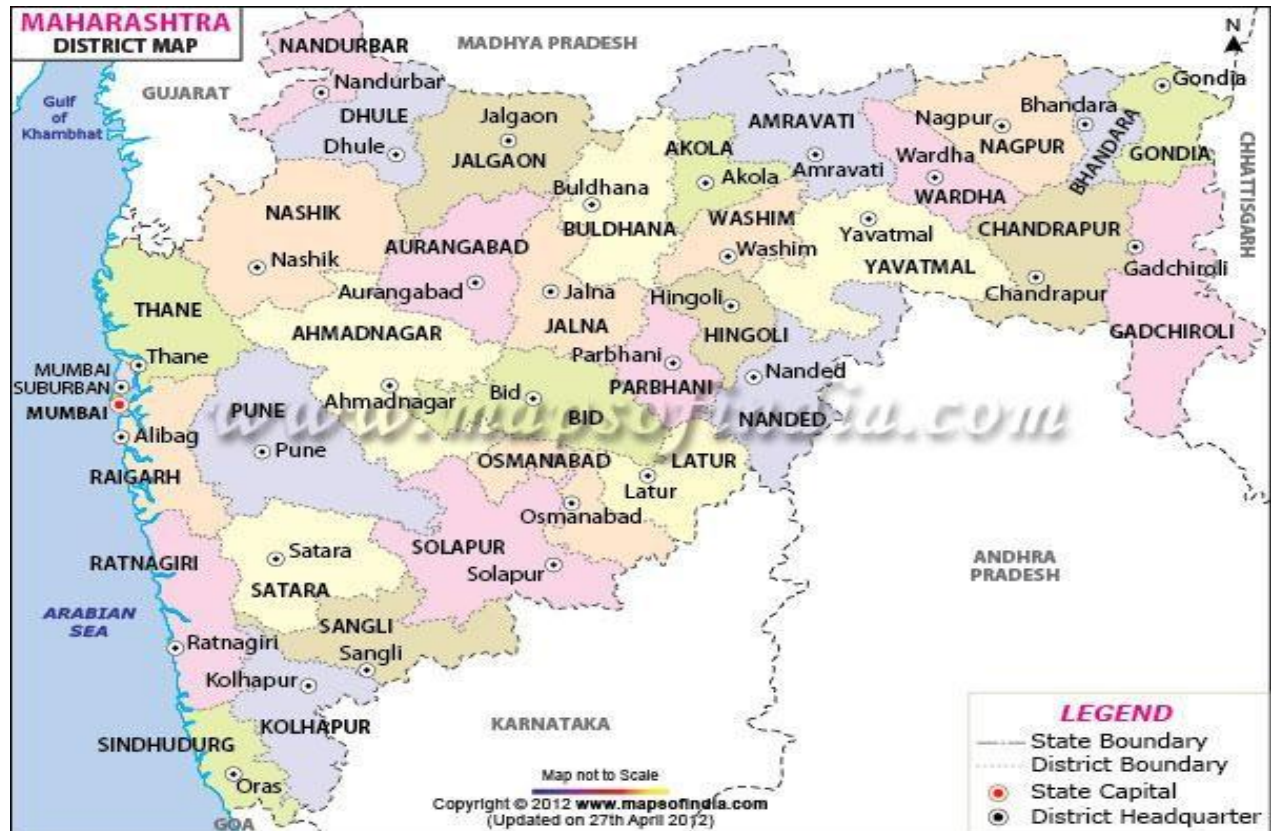 MAHARASHTRA
DISTRICT MAP
N
NANDURBAR
MADHYA PRADESH
Nandurbar
GUJARAT
Gulf
of
Khambhat
DHULE
Dhule
Jalgaon
JALGAON
AMRAVATI
Amravati
AKOLA
Akola
Nagpur
NAGPUR
Bhandara
BHANDARA
Gondia
GONDIA
CHHATTISGARH
Wardha
WARDHA
Buldhana
BULDHANA
WASHIM
Washim
Yavatmal
YAVATMAL
CHANDRAPUR
Chandrapur
Gadchiroli
GADCHIROLI
NASHIK
Nashik
AURANGABAD
Aurangabad
Jalna
JALNA
Hingoli
HINGOLI
THANE
Thane
AHMADNAGAR
Ahmadnagar
Parbhani
PARBHANI
Nanded
NANDED
MUMBAI
SUBURBAN
MUMBAI
PUNE
Pune
Bid
BID
www.mapsofindia.com
Alibag
RAIGARH
OSMANABAD
Osmanabad
LATUR
Latur
RATNAGIRI
Ratnagiri
Satara
SATARA
SOLAPUR
Solapur
ANDHRA
PRADESH
ARABIAN
SEA
SANGLI
Sangli
Kolhapur
KOLHAPUR
KARNATAKA
SINDHUDURG
Oras
GOA
Map not to Scale
Copyright © 2012 www.mapsofindia.com
(Updated on 27th April 2012)
LEGEND
State Boundary
District Boundary
State Capital
District Headquarter